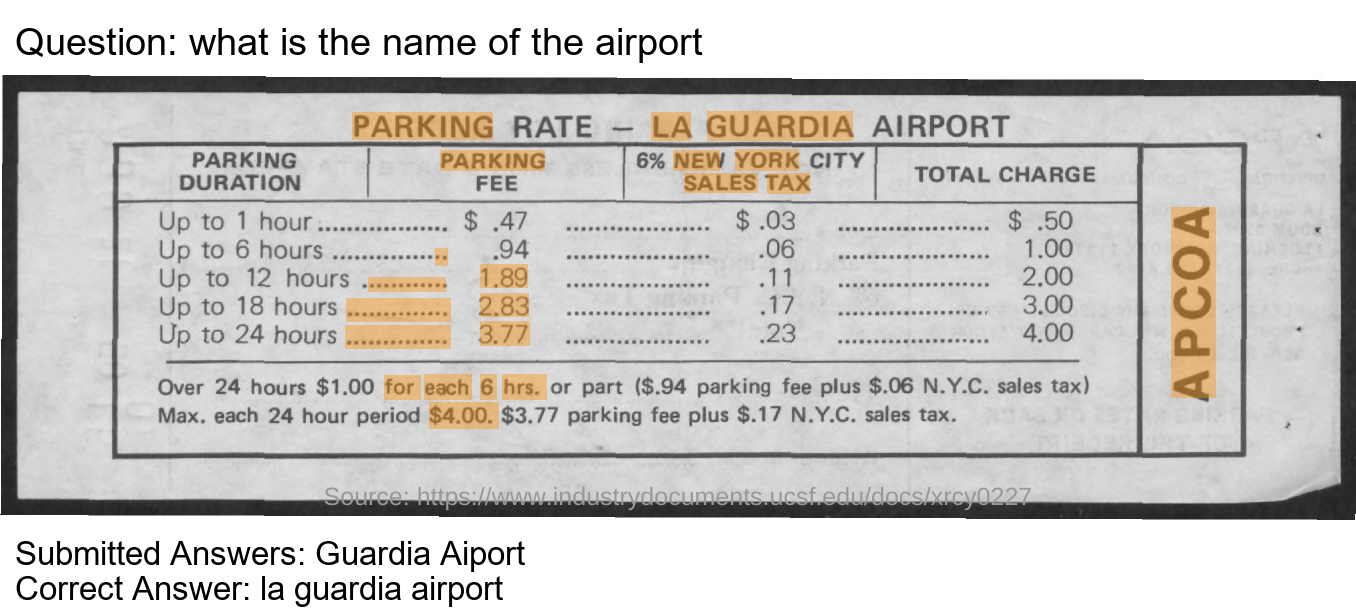 Question: what is the name of the airport
PARKING RATE — LA GUARDIA AIRPORT
PARKING DURATION PARKING FEE 6% NEW YORK CITY SALES TAX TOTAL CHARGE
Up to 1 hour ................ $ .47 ................ $ .03 ................ $ .50
Up to 6 hours ................ .94 ................ .06 ................ 1.00
Up to 12 hours ............ 1.89 ................ .11 ................ 2.00
Up to 18 hours ................ 2.83 ................ .17 ................ 3.00
Up to 24 hours ................ 3.77 ................ .23 ................ 4.00
Over 24 hours $1.00 for each 6 hrs. or part ($.94 parking fee plus $.06 N.Y.C. sales tax)
Max. each 24 hour period $4.00. $3.77 parking fee plus $.17 N.Y.C. sales tax.
APCOA
Source: https://www.industrydocuments.ucsf.edu/docs/xrcy0227
Submitted Answers: Guardia Aiport
Correct Answer: la guardia airport